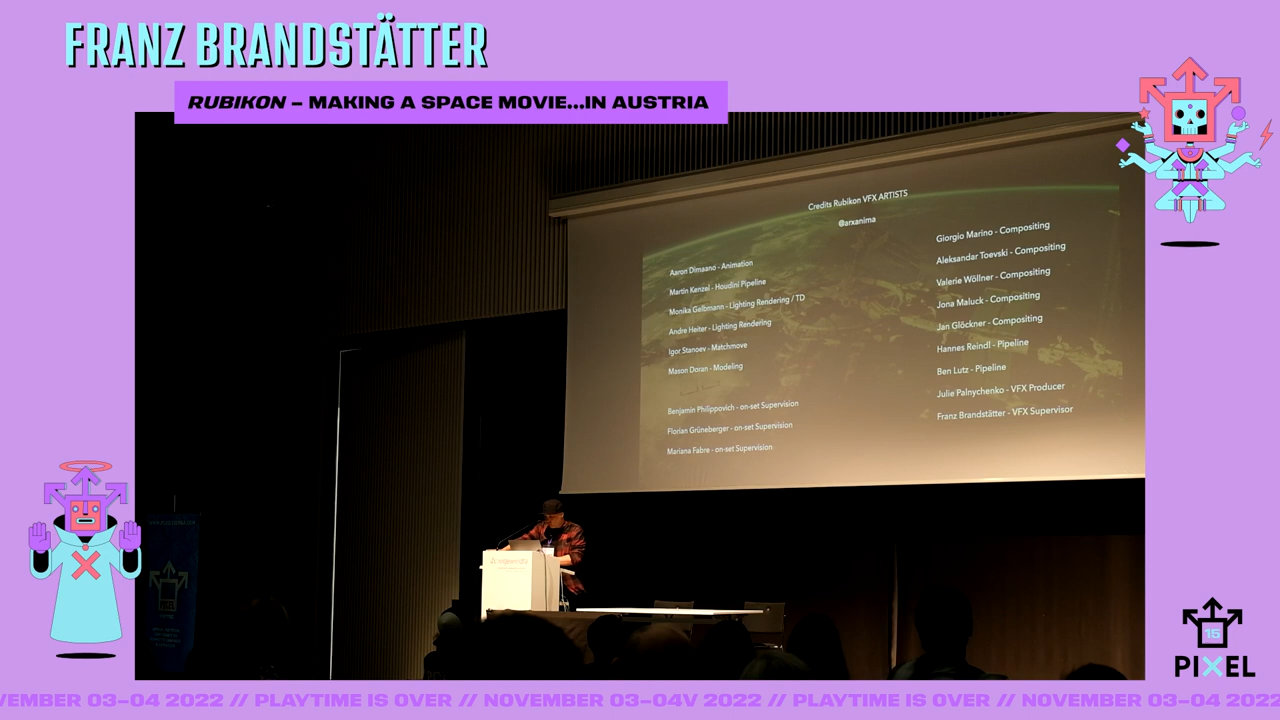 FRANZ BRANDSTÄTTER
RUBIKON – MAKING A SPACE MOVIE...IN AUSTRIA
Credits Rubikon VFX ARTISTS
@arxanima
Aaron Dimaano - Animation
Martin Kenzel - Houdini Pipeline
Monika Gelbmann - Lighting Rendering / TD
Andre Heiter - Lighting Rendering
Igor Stanoev - Matchmove
Mason Doran - Modeling
Benjamin Philippovich - on-set Supervision
Florian Grüneberger - on-set Supervision
Mariana Fabre - on-set Supervision
Giorgio Marino - Compositing
Aleksandar Toevski - Compositing
Valerie Wöllner - Compositing
Jona Maluck - Compositing
Jan Glöckner - Compositing
Hannes Reindl - Pipeline
Ben Lutz - Pipeline
Julie Palnychenko - VFX Producer
Franz Brandstätter - VFX Supervisor
15
PIXEL
VEMBER 03–04 2022 // PLAYTIME IS OVER // NOVEMBER 03–04V 2022 // PLAYTIME IS OVER // NOVEMBER 03–04 2022